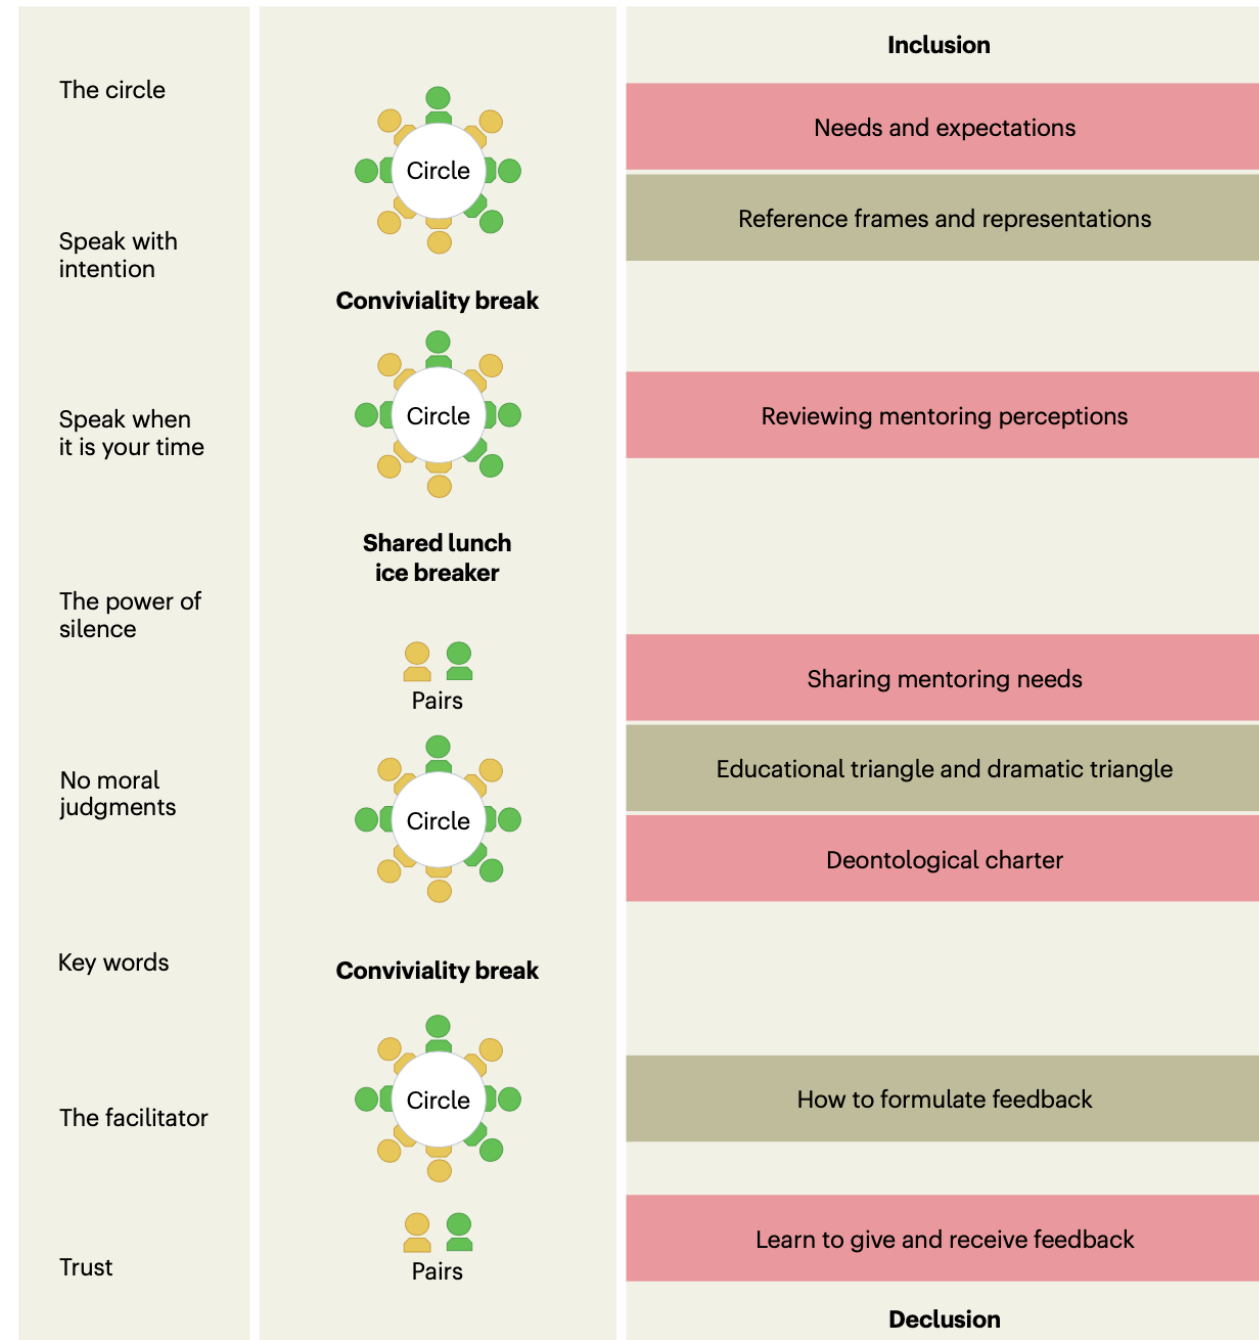 The circle
Speak with
intention
Speak when
it is your time
The power of
silence
No moral
judgments
Key words
The facilitator
Trust
Circle
Conviviality break
Circle
Shared lunch
ice breaker
Pairs
Circle
Conviviality break
Circle
Pairs
Inclusion
Needs and expectations
Reference frames and representations
Reviewing mentoring perceptions
Sharing mentoring needs
Educational triangle and dramatic triangle
Deontological charter
How to formulate feedback
Learn to give and receive feedback
Declusion